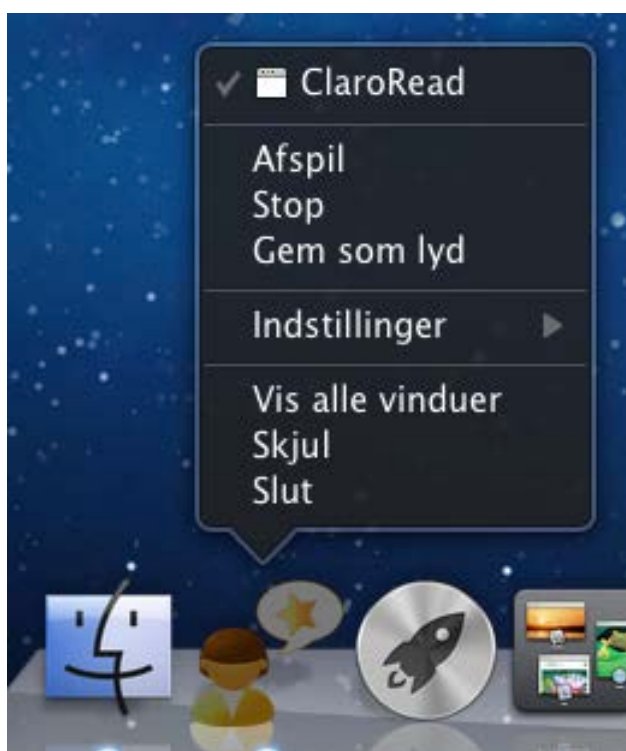 ClaroRead
Afspil
Stop
Gem som lyd
Indstillinger
Vis alle vinduer
Skjul
Slut